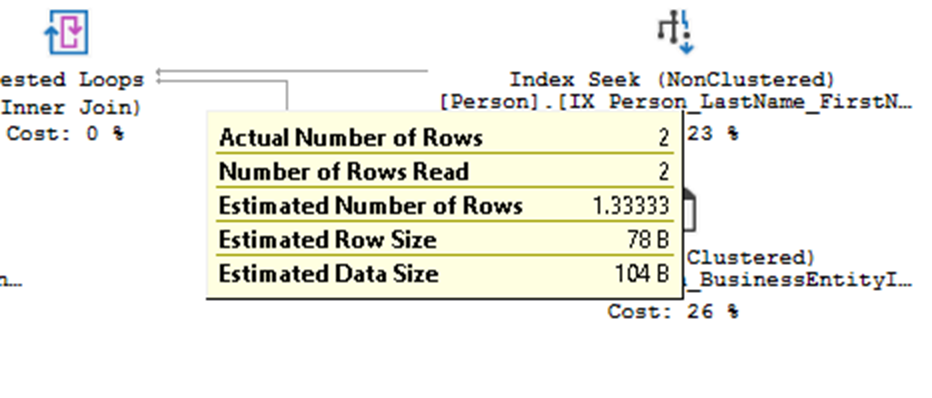 ested Loops
Inner Join)
Cost: 0 %
Index Seek (NonClustered)
[Person].[IX Person_LastName_FirstN…
23 %
Actual Number of Rows 2
Number of Rows Read 2
Estimated Number of Rows 1.33333
Estimated Row Size 78 B
Estimated Data Size 104 B
Clustered)
_BusinessEntityI…
Cost: 26 %
n…